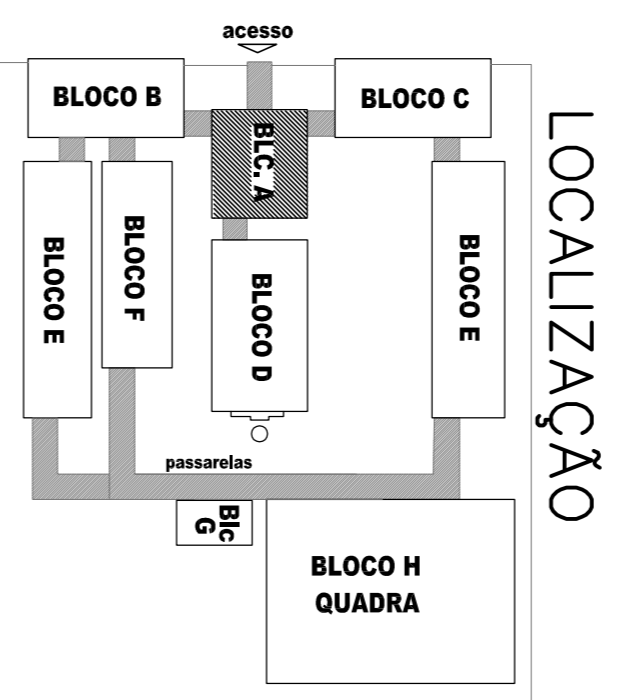 acesso
BLOCO B
BLOCO C
BLC. A
BLOCO E
BLOCO F
BLOCO D
BLOCO E
passarelas
Blc
G
BLOCO H
QUADRA
LOCALIZAÇÃO